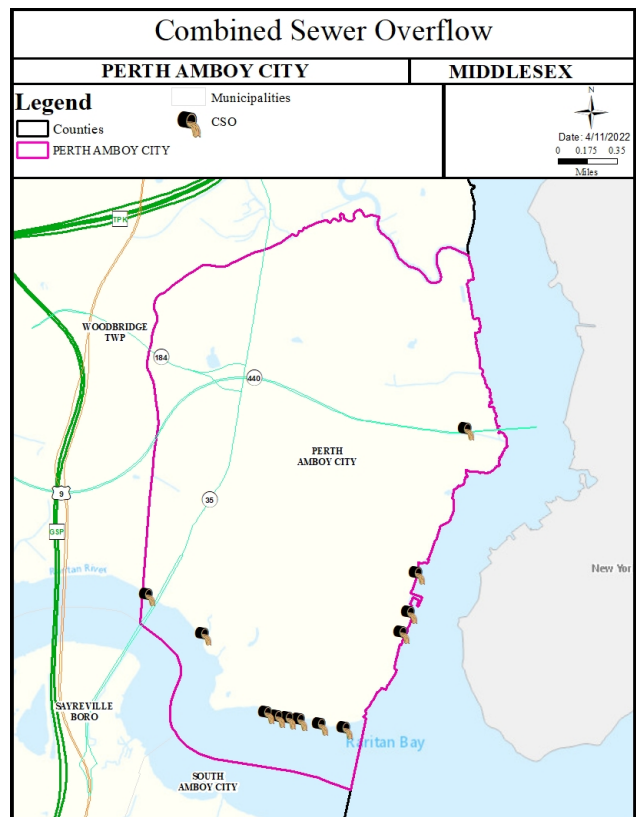 Combined Sewer Overflow
PERTH AMBOY CITY
MIDDLESEX
Legend
Counties
PERTH AMBOY CITY
Municipalities
CSO
N
Date: 4/11/2022
0 0.175 0.35
Miles
TPK
WOODBRIDGE
TWP
184
440
PERTH
AMBOY CITY
9
35
GSP
Raritan River
New Yor
SAYREVILLE
BORO
Raritan Bay
SOUTH
AMBOY CITY